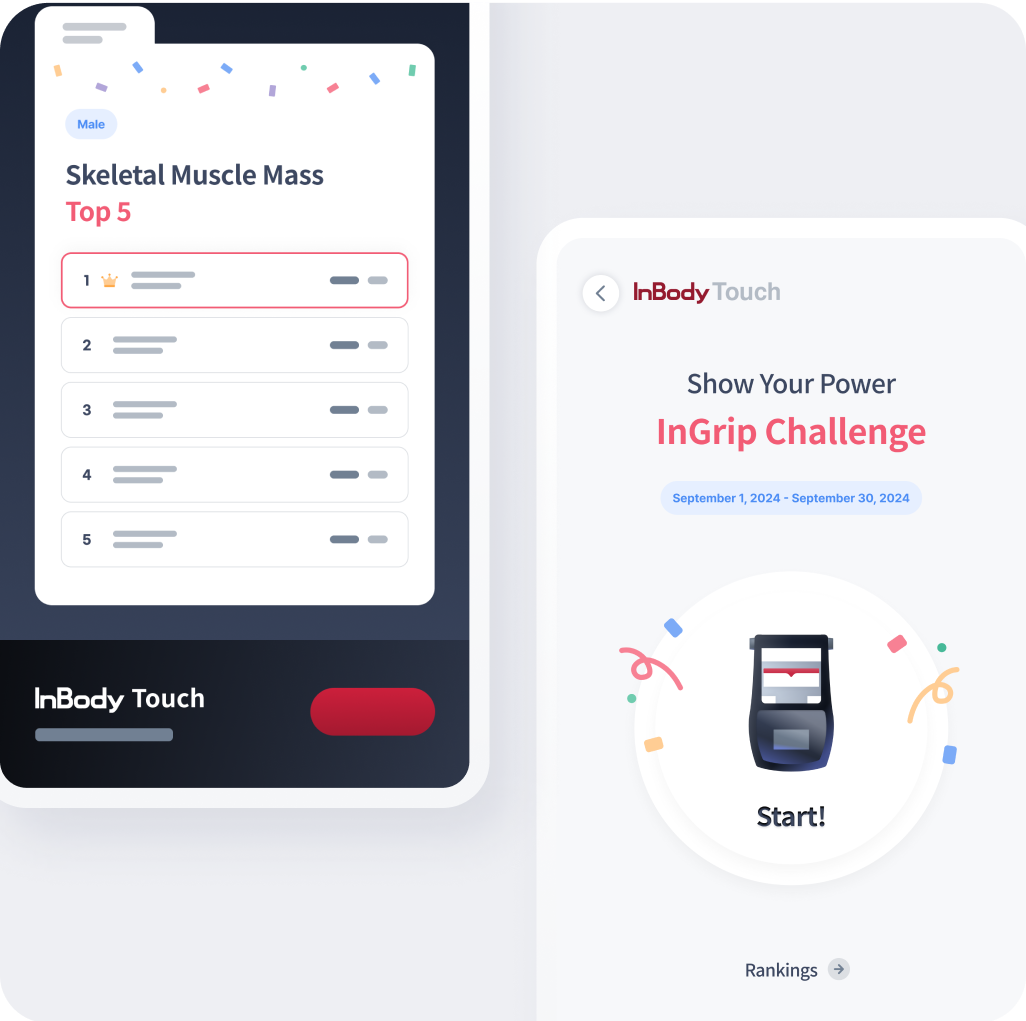 Male
Skeletal Muscle Mass
Top 5
1
2
3
4
5
InBody Touch
InBody Touch
Show Your Power
InGrip Challenge
September 1, 2024 - September 30, 2024
Start!
Rankings